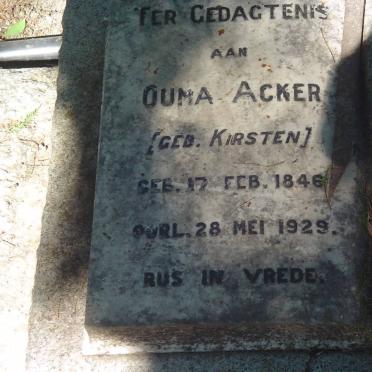 TER GEDAGTENIS
AAN
OUMA ACKER
[GEB. KIRSTEN]
GEB. 17 FEB. 1846
OORL. 28 MEI 1929.
RUS IN VREDE.